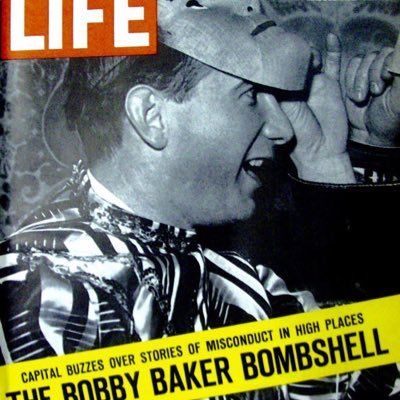 LIFE
CAPITAL BUZZES OVER STORIES OF MISCONDUCT IN HIGH PLACES
THE BOBBY BAKER BOMBSHELL